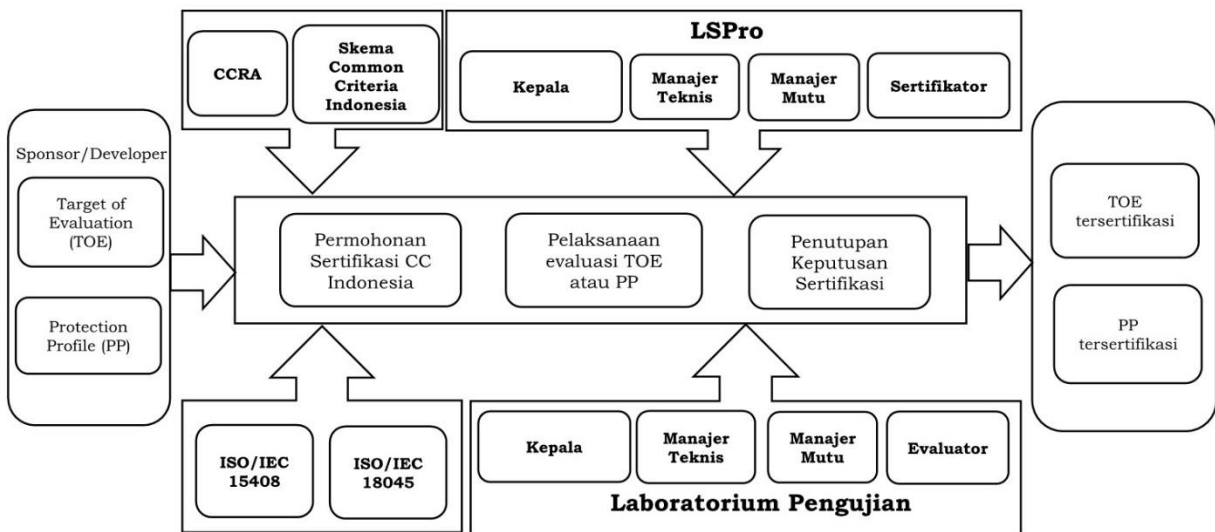 CCRA
Skema
Common
Criteria
Indonesia
LSPro
Kepala
Manajer
Teknis
Manajer
Mutu
Sertifikator
Sponsor/Developer
Target of
Evaluation
(TOE)
Protection
Profile (PP)
Permohonan
Sertifikasi CC
Indonesia
Pelaksanaan
evaluasi TOE
atau PP
Penutupan
Keputusan
Sertifikasi
TOE
tersertifikasi
PP
tersertifikasi
ISO/IEC
15408
ISO/IEC
18045
Kepala
Manajer
Teknis
Manajer
Mutu
Evaluator
Laboratorium Pengujian